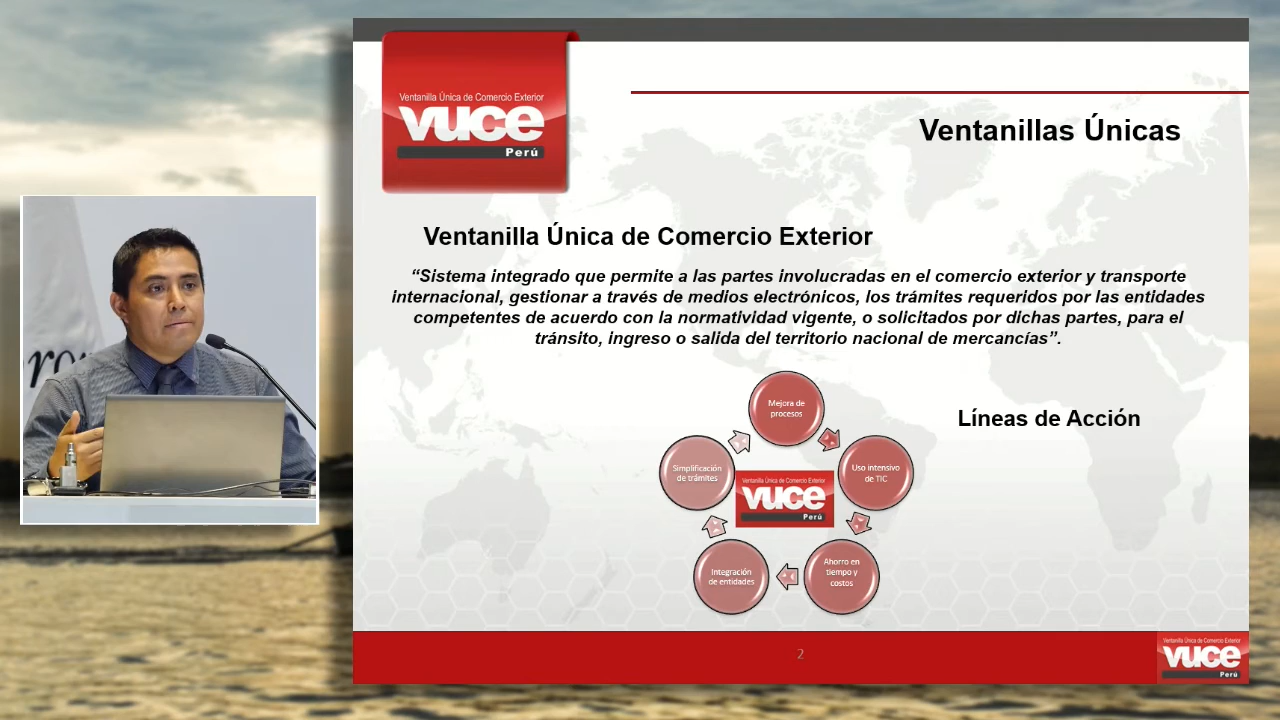 Ventanilla Única de Comercio Exterior
vuce
Perú
Ventanillas Únicas
Ventanilla Única de Comercio Exterior
“Sistema integrado que permite a las partes involucradas en el comercio exterior y transporte
internacional, gestionar a través de medios electrónicos, los trámites requeridos por las entidades
competentes de acuerdo con la normatividad vigente, o solicitados por dichas partes, para el
tránsito, ingreso o salida del territorio nacional de mercancías”.
Líneas de Acción
Mejora de
procesos
Uso intensivo
de TIC
Ahorro en
tiempo y
costos
Integración
de entidades
Simplificación
de trámites
Ventanilla Única de Comercio Exterior
vuce
Perú
2
Ventanilla Única de Comercio Exterior
vuce
Perú